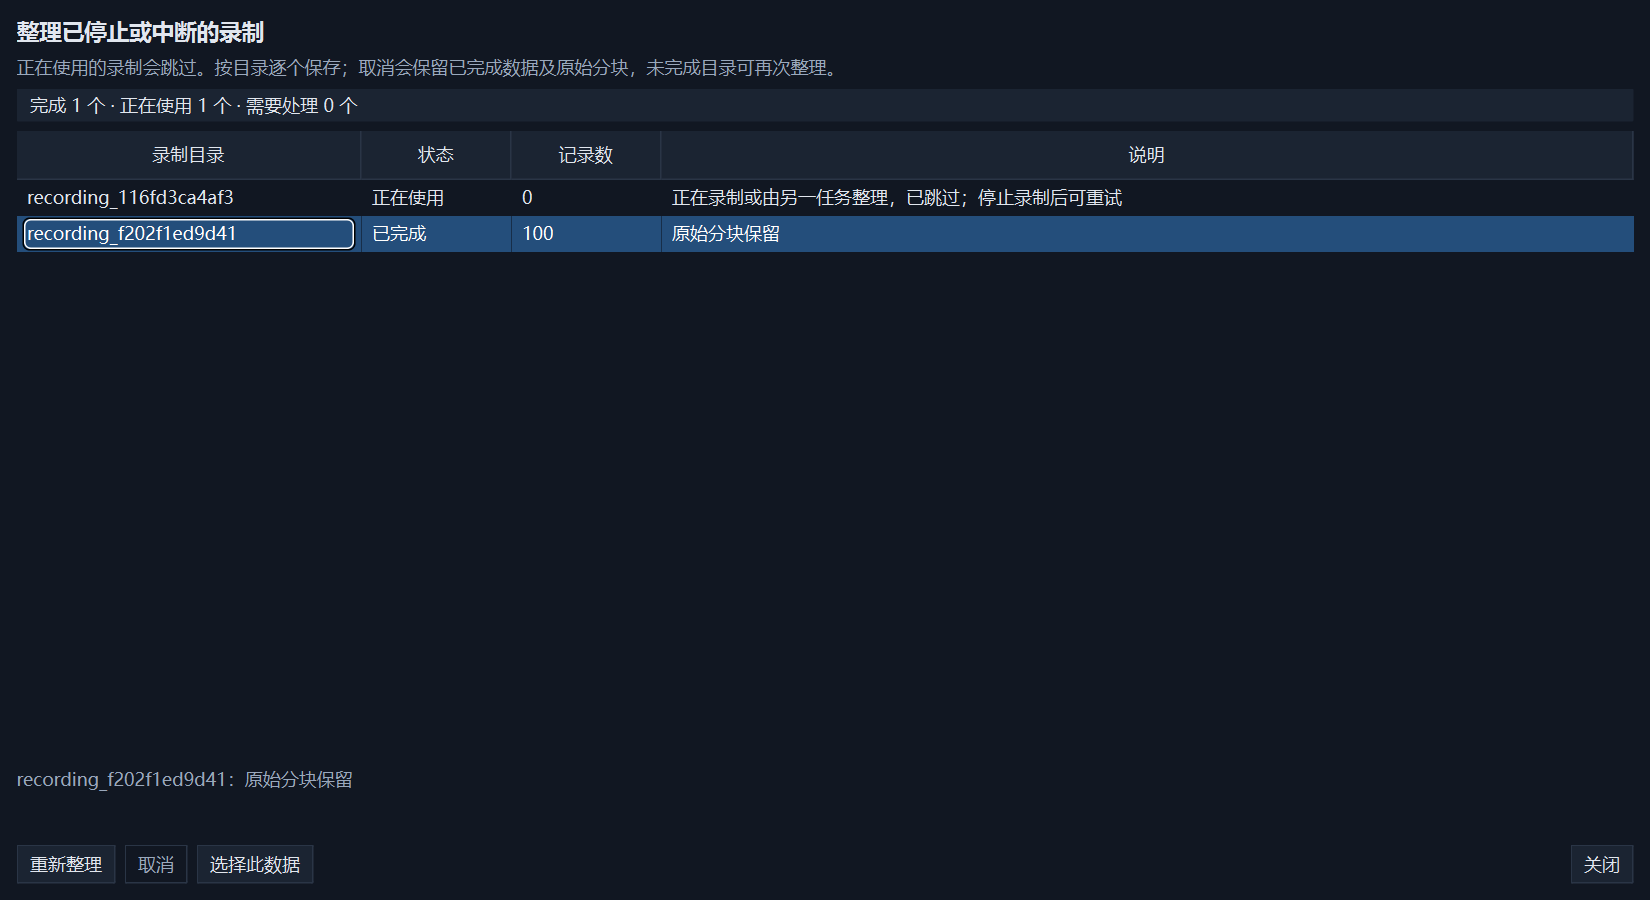 整理已停止或中断的录制
正在使用的录制会跳过。按目录逐个保存；取消会保留已完成数据及原始分块，未完成目录可再次整理。
完成 1 个 · 正在使用 1 个 · 需要处理 0 个
录制目录 状态 记录数 说明
recording_116fd3ca4af3 正在使用 0 正在录制或由另一任务整理，已跳过；停止录制后可重试
recording_f202f1ed9d41 已完成 100 原始分块保留
recording_f202f1ed9d41：原始分块保留
重新整理 取消 选择此数据 关闭